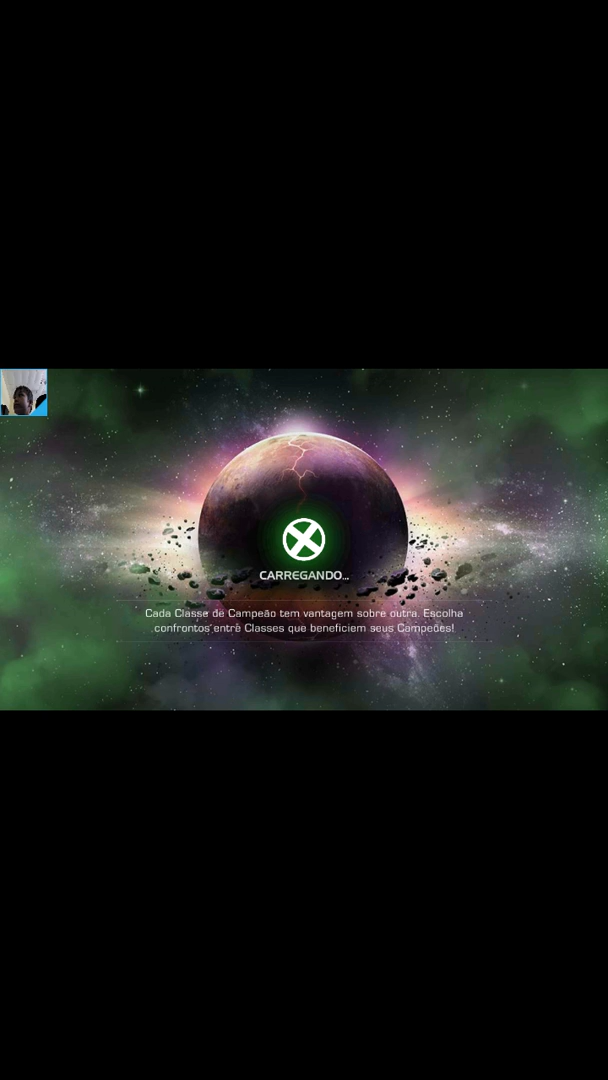 CARREGANDO...
Cada Classe de Campeão tem vantagem sobre outra. Escolha
confrontos entre Classes que beneficiem seus Campeões!